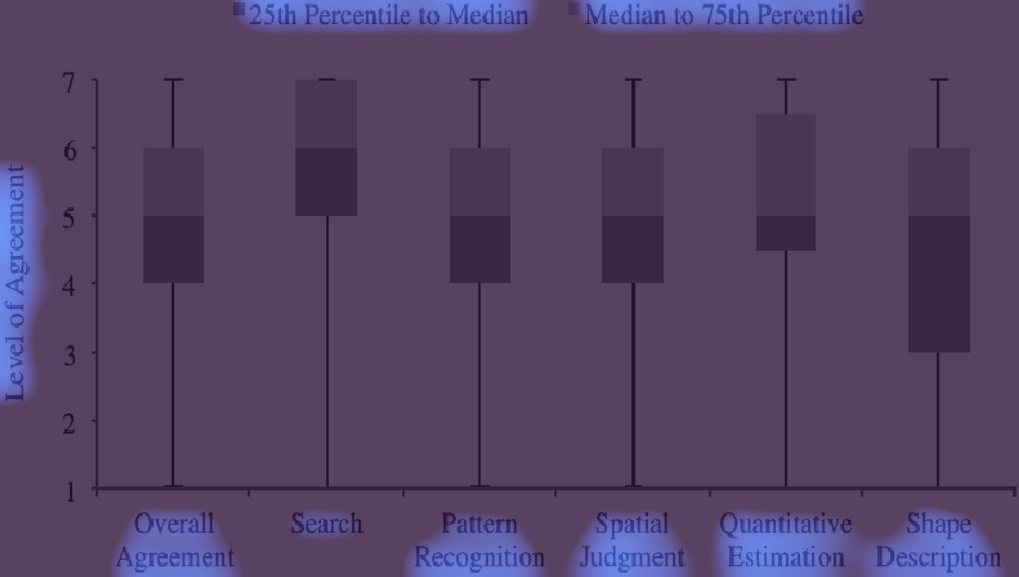 25th Percentile to Median Median to 75th Percentile
7
6
5
4
3
2
1
Level of Agreement
Overall Agreement
Search
Pattern Recognition
Spatial Judgment
Quantitative Estimation
Shape Description